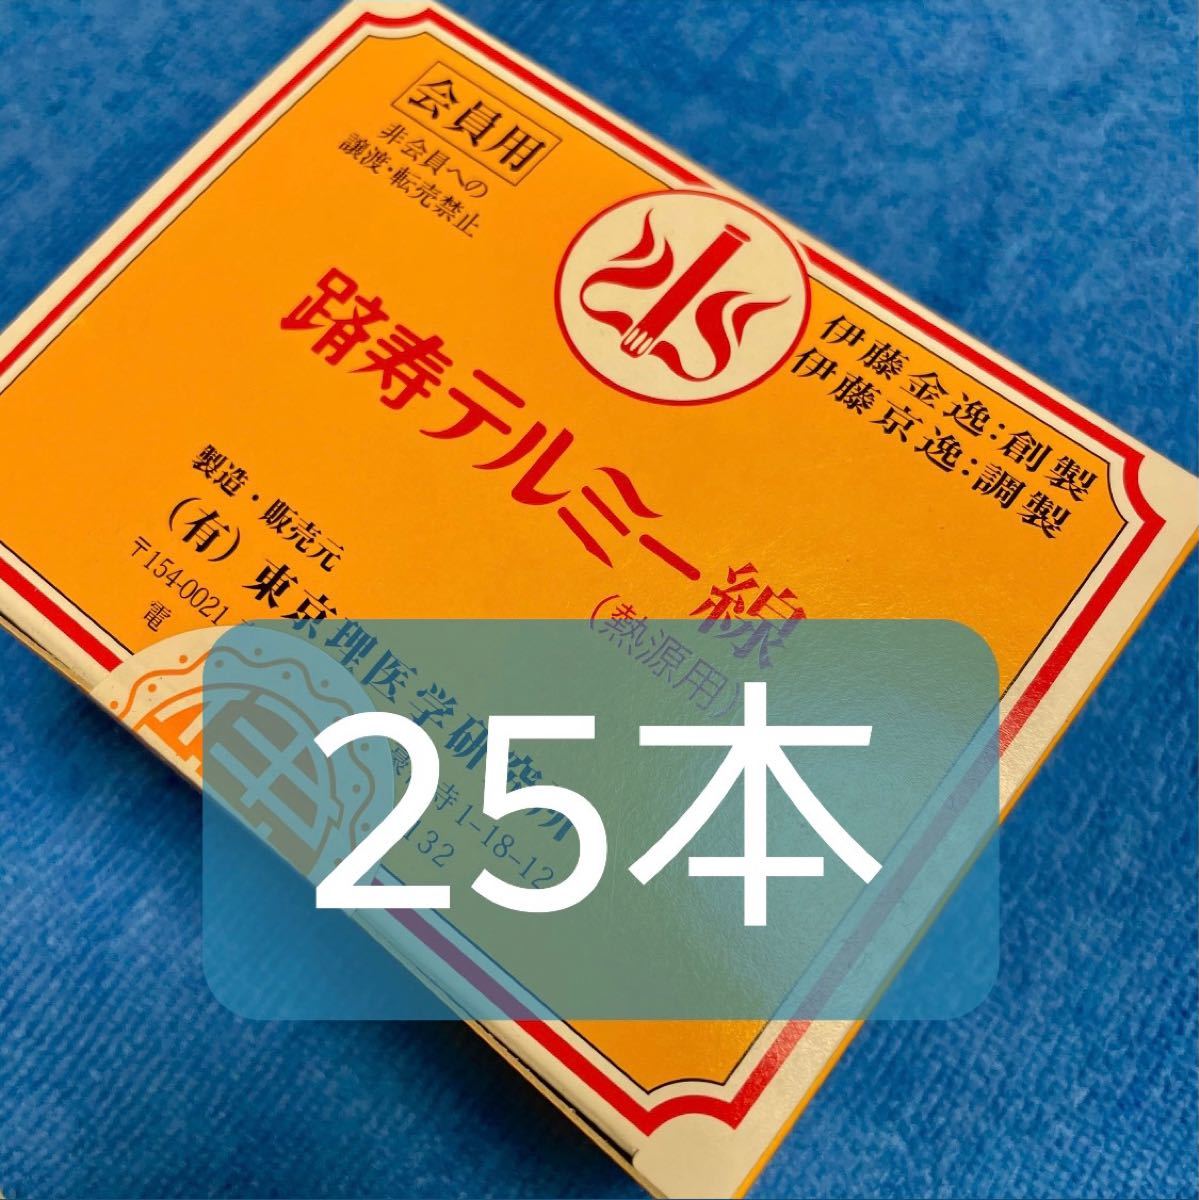 会員用
非会員への
譲渡・転売禁止
伊藤金逸:創製
伊藤京逸:調製
踏寿テルミー線
(熱源用)
製造・販売元
(有)東京理医学研究所
〒154-0021
電
寺1-18-12
132
25本